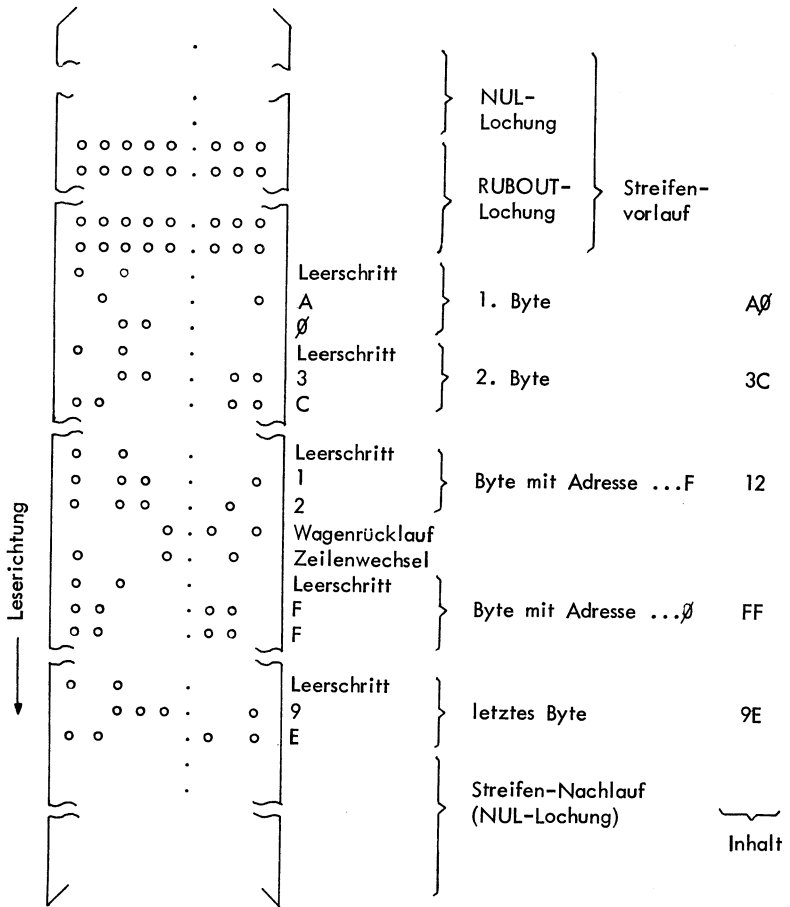 NUL-
Lochung
RUBOUT-
Lochung
Streifen-
vorlauf
Leerschritt
A
Ø
1. Byte
AØ
Leerschritt
3
C
2. Byte
3C
Leerschritt
1
2
Byte mit Adresse ...F
12
Wagenrücklauf
Zeilenwechsel
Leerschritt
F
F
Byte mit Adresse ...Ø
FF
Leserichtung
Leerschritt
9
E
letztes Byte
9E
Streifen-Nachlauf
(NUL-Lochung)
Inhalt